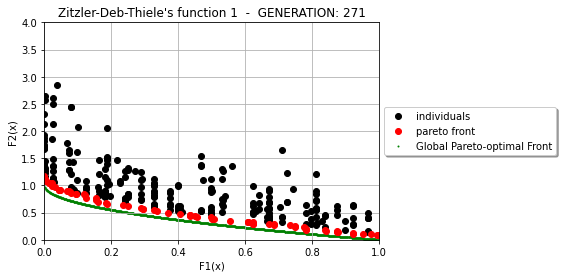 Zitzler-Deb-Thiele's function 1 - GENERATION: 271
4.0
3.5
3.0
2.5
2.0
1.5
1.0
0.5
0.0
F2(x)
0.0 0.2 0.4 0.6 0.8 1.0
F1(x)
individuals
pareto front
Global Pareto-optimal Front